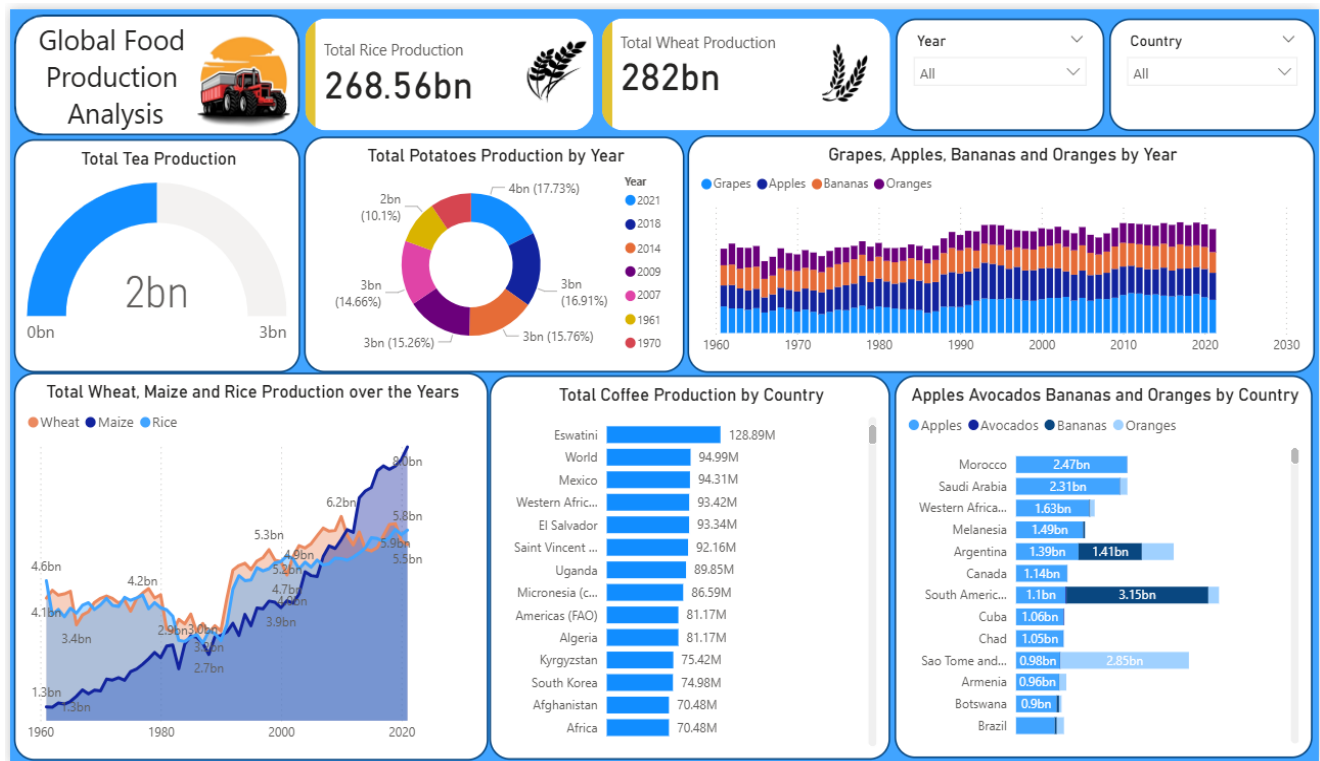 Global Food
Production
Analysis
Total Rice Production
268.56bn
Total Wheat Production
282bn
Year
All
Country
All
Total Tea Production
2bn
0bn
3bn
Total Potatoes Production by Year
4bn (17.73%)
3bn
(16.91%)
3bn (15.76%)
3bn (15.26%)
3bn
(14.66%)
2bn
(10.1%)
Year
2021
2018
2014
2009
2007
1961
1970
Grapes, Apples, Bananas and Oranges by Year
Grapes Apples Bananas Oranges
1960 1970 1980 1990 2000 2010 2020 2030
Total Wheat, Maize and Rice Production over the Years
Wheat Maize Rice
8.0bn
6.2bn
5.8bn
5.3bn
5.9bn
4.9bn
5.5bn
4.6bn
5.2bn
4.2bn
4.7bn
4.1bn
3.9bn
2.9bn
3.0bn
3.4bn
2.7bn
1.3bn
1.3bn
1960 1980 2000 2020
Total Coffee Production by Country
Eswatini 128.89M
World 94.99M
Mexico 94.31M
Western Afric... 93.42M
El Salvador 93.34M
Saint Vincent ... 92.16M
Uganda 89.85M
Micronesia (c... 86.59M
Americas (FAO) 81.17M
Algeria 81.17M
Kyrgyzstan 75.42M
South Korea 74.98M
Afghanistan 70.48M
Africa 70.48M
Apples Avocados Bananas and Oranges by Country
Apples Avocados Bananas Oranges
Morocco 2.47bn
Saudi Arabia 2.31bn
Western Africa... 1.63bn
Melanesia 1.49bn
Argentina 1.39bn 1.41bn
Canada 1.14bn
South Americ... 1.1bn 3.15bn
Cuba 1.06bn
Chad 1.05bn
Sao Tome and... 0.98bn 2.85bn
Armenia 0.96bn
Botswana 0.9bn
Brazil